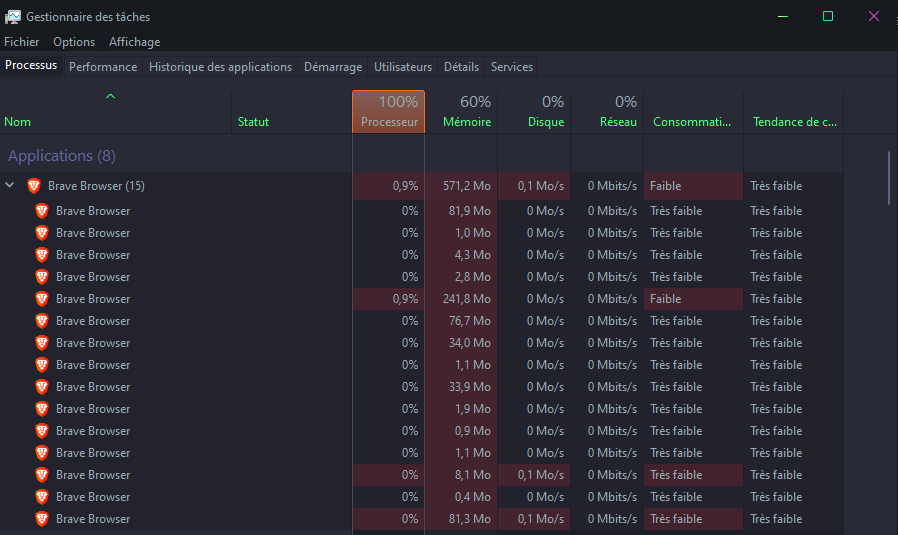 Gestionnaire des tâches
Fichier Options Affichage
Processus Performance Historique des applications Démarrage Utilisateurs Détails Services
100% 60% 0% 0%
Nom Statut Processeur Mémoire Disque Réseau Consommati... Tendance de c...
Applications (8)
Brave Browser (15) 0,9% 571,2 Mo 0,1 Mo/s 0 Mbits/s Faible Très faible
Brave Browser 0% 81,9 Mo 0 Mo/s 0 Mbits/s Très faible Très faible
Brave Browser 0% 1,0 Mo 0 Mo/s 0 Mbits/s Très faible Très faible
Brave Browser 0% 4,3 Mo 0 Mo/s 0 Mbits/s Très faible Très faible
Brave Browser 0% 2,8 Mo 0 Mo/s 0 Mbits/s Très faible Très faible
Brave Browser 0,9% 241,8 Mo 0 Mo/s 0 Mbits/s Faible Très faible
Brave Browser 0% 76,7 Mo 0 Mo/s 0 Mbits/s Très faible Très faible
Brave Browser 0% 34,0 Mo 0 Mo/s 0 Mbits/s Très faible Très faible
Brave Browser 0% 1,1 Mo 0 Mo/s 0 Mbits/s Très faible Très faible
Brave Browser 0% 33,9 Mo 0 Mo/s 0 Mbits/s Très faible Très faible
Brave Browser 0% 1,9 Mo 0 Mo/s 0 Mbits/s Très faible Très faible
Brave Browser 0% 0,9 Mo 0 Mo/s 0 Mbits/s Très faible Très faible
Brave Browser 0% 1,1 Mo 0 Mo/s 0 Mbits/s Très faible Très faible
Brave Browser 0% 8,1 Mo 0,1 Mo/s 0 Mbits/s Très faible Très faible
Brave Browser 0% 0,4 Mo 0 Mo/s 0 Mbits/s Très faible Très faible
Brave Browser 0% 81,3 Mo 0,1 Mo/s 0 Mbits/s Très faible Très faible